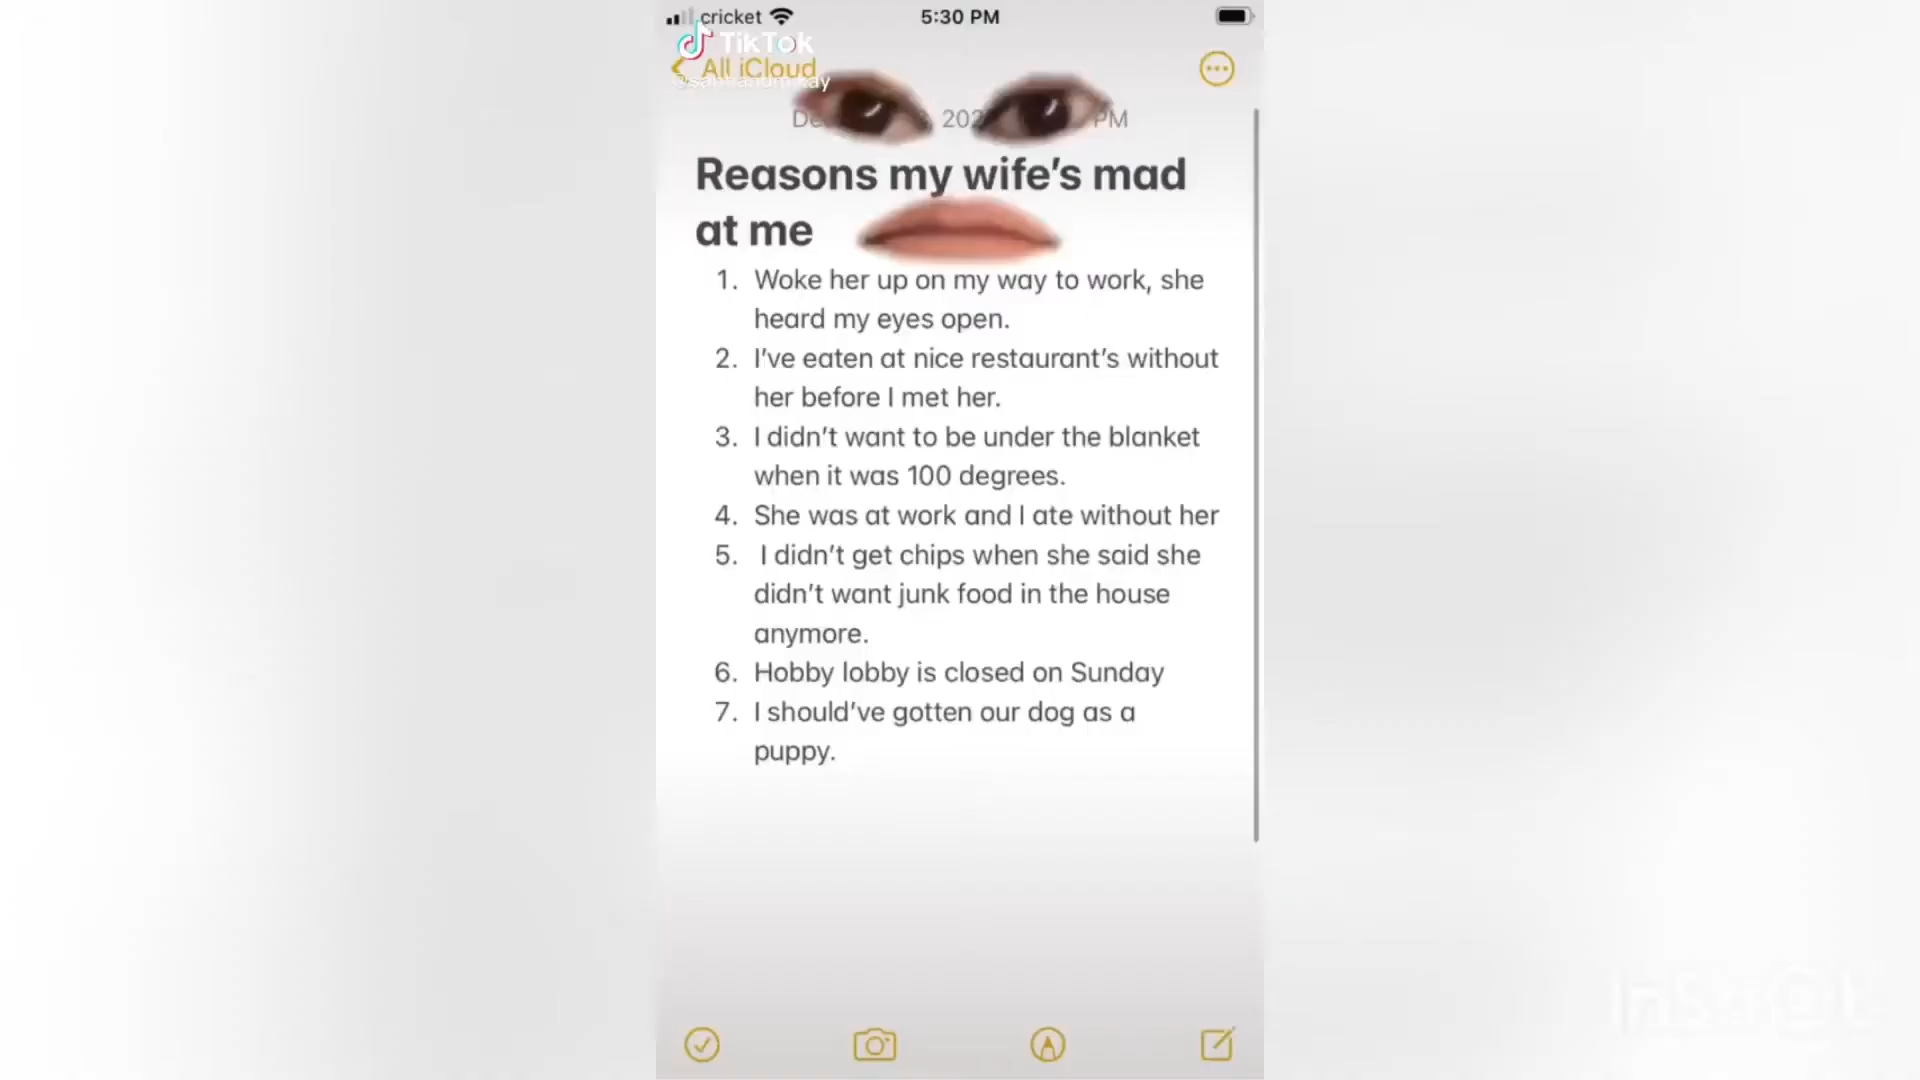 cricket
5:30 PM
TikTok
All iCloud
202
PM
Reasons my wife's mad
at me
1. Woke her up on my way to work, she
heard my eyes open.
2. I've eaten at nice restaurant's without
her before I met her.
3. I didn't want to be under the blanket
when it was 100 degrees.
4. She was at work and I ate without her
5. I didn't get chips when she said she
didn't want junk food in the house
anymore.
6. Hobby lobby is closed on Sunday
7. I should've gotten our dog as a
puppy.
InShOt